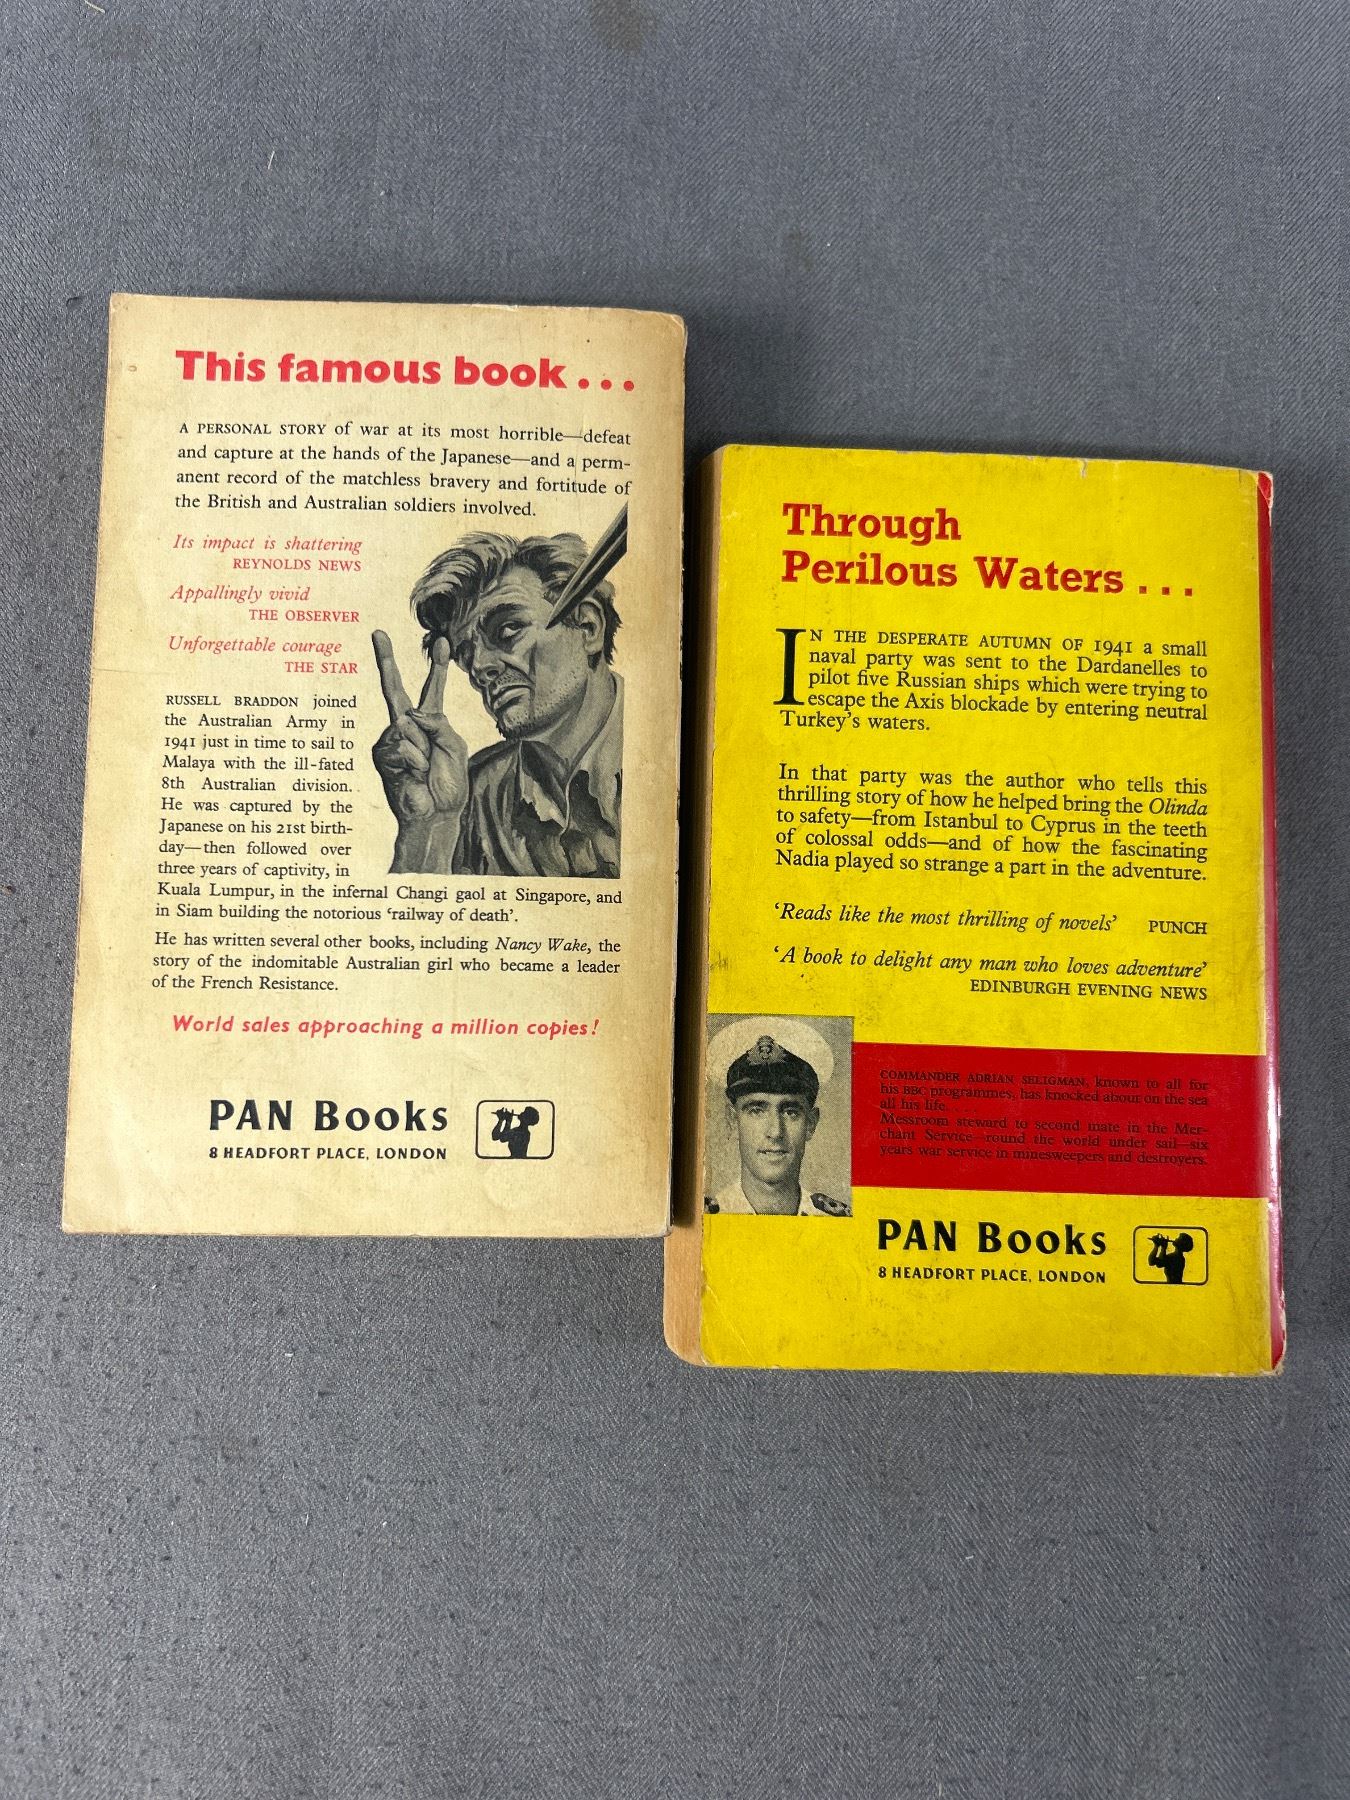 This famous book . . .
A PERSONAL STORY of war at its most horrible—defeat
and capture at the hands of the Japanese—and a perm-
anent record of the matchless bravery and fortitude of
the British and Australian soldiers involved.
Its impact is shattering
REYNOLDS NEWS
Appallingly vivid
THE OBSERVER
Unforgettable courage
THE STAR
RUSSELL BRADDON joined
the Australian Army in
1941 just in time to sail to
Malaya with the ill-fated
8th Australian division.
He was captured by the
Japanese on his 21st birth-
day—then followed over
three years of captivity, in
Kuala Lumpur, in the infernal Changi gaol at Singapore, and
in Siam building the notorious ‘railway of death’.
He has written several other books, including Nancy Wake, the
story of the indomitable Australian girl who became a leader
of the French Resistance.
World sales approaching a million copies!
PAN Books
8 HEADFORT PLACE, LONDON
Through
Perilous Waters . . .
IN THE DESPERATE AUTUMN OF 1941 a small
naval party was sent to the Dardanelles to
pilot five Russian ships which were trying to
escape the Axis blockade by entering neutral
Turkey’s waters.
In that party was the author who tells this
thrilling story of how he helped bring the Olinda
to safety—from Istanbul to Cyprus in the teeth
of colossal odds—and of how the fascinating
Nadia played so strange a part in the adventure.
‘Reads like the most thrilling of novels’ PUNCH
‘A book to delight any man who loves adventure’
EDINBURGH EVENING NEWS
COMMANDER ADRIAN SELIGMAN, known to all for
his BBC programmes, has knocked about on the sea
all his life. . . .
Messroom steward to second mate in the Mer-
chant Service—round the world under sail—six
years war service in minesweepers and destroyers.
PAN Books
8 HEADFORT PLACE, LONDON